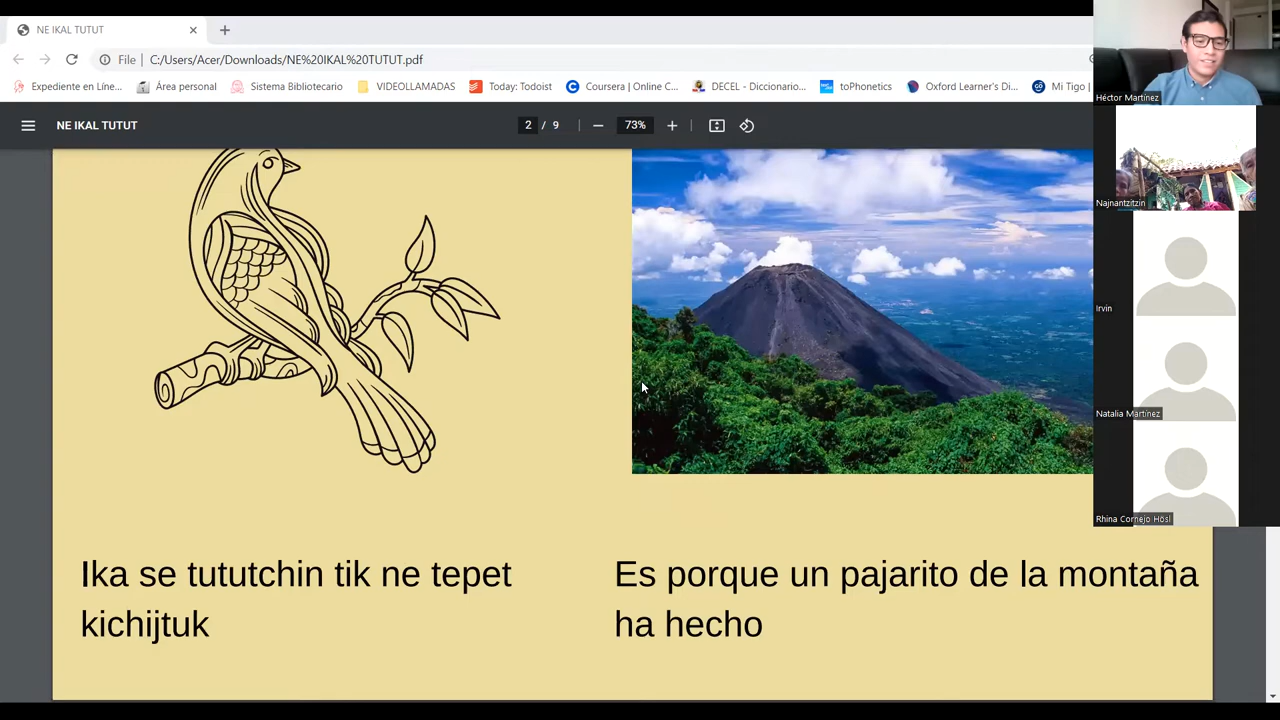 NE IKAL TUTUT
File
C:/Users/Acer/Downloads/NE%20IKAL%20TUTUT.pdf
Expediente en Líne...
Área personal
Sistema Bibliotecario
VIDEOLLAMADAS
Today: Todoist
Coursera | Online C...
DECEL - Diccionario...
toPhonetics
Oxford Learner's Di...
Mi Tigo |
NE IKAL TUTUT
2 / 9
73%
Héctor Martínez
Najnantzitzin
Irvin
Natalia Martínez
Rhina Cornejo Hösl
Ika se tututchin tik ne tepet
kichijtuk
Es porque un pajarito de la montaña
ha hecho